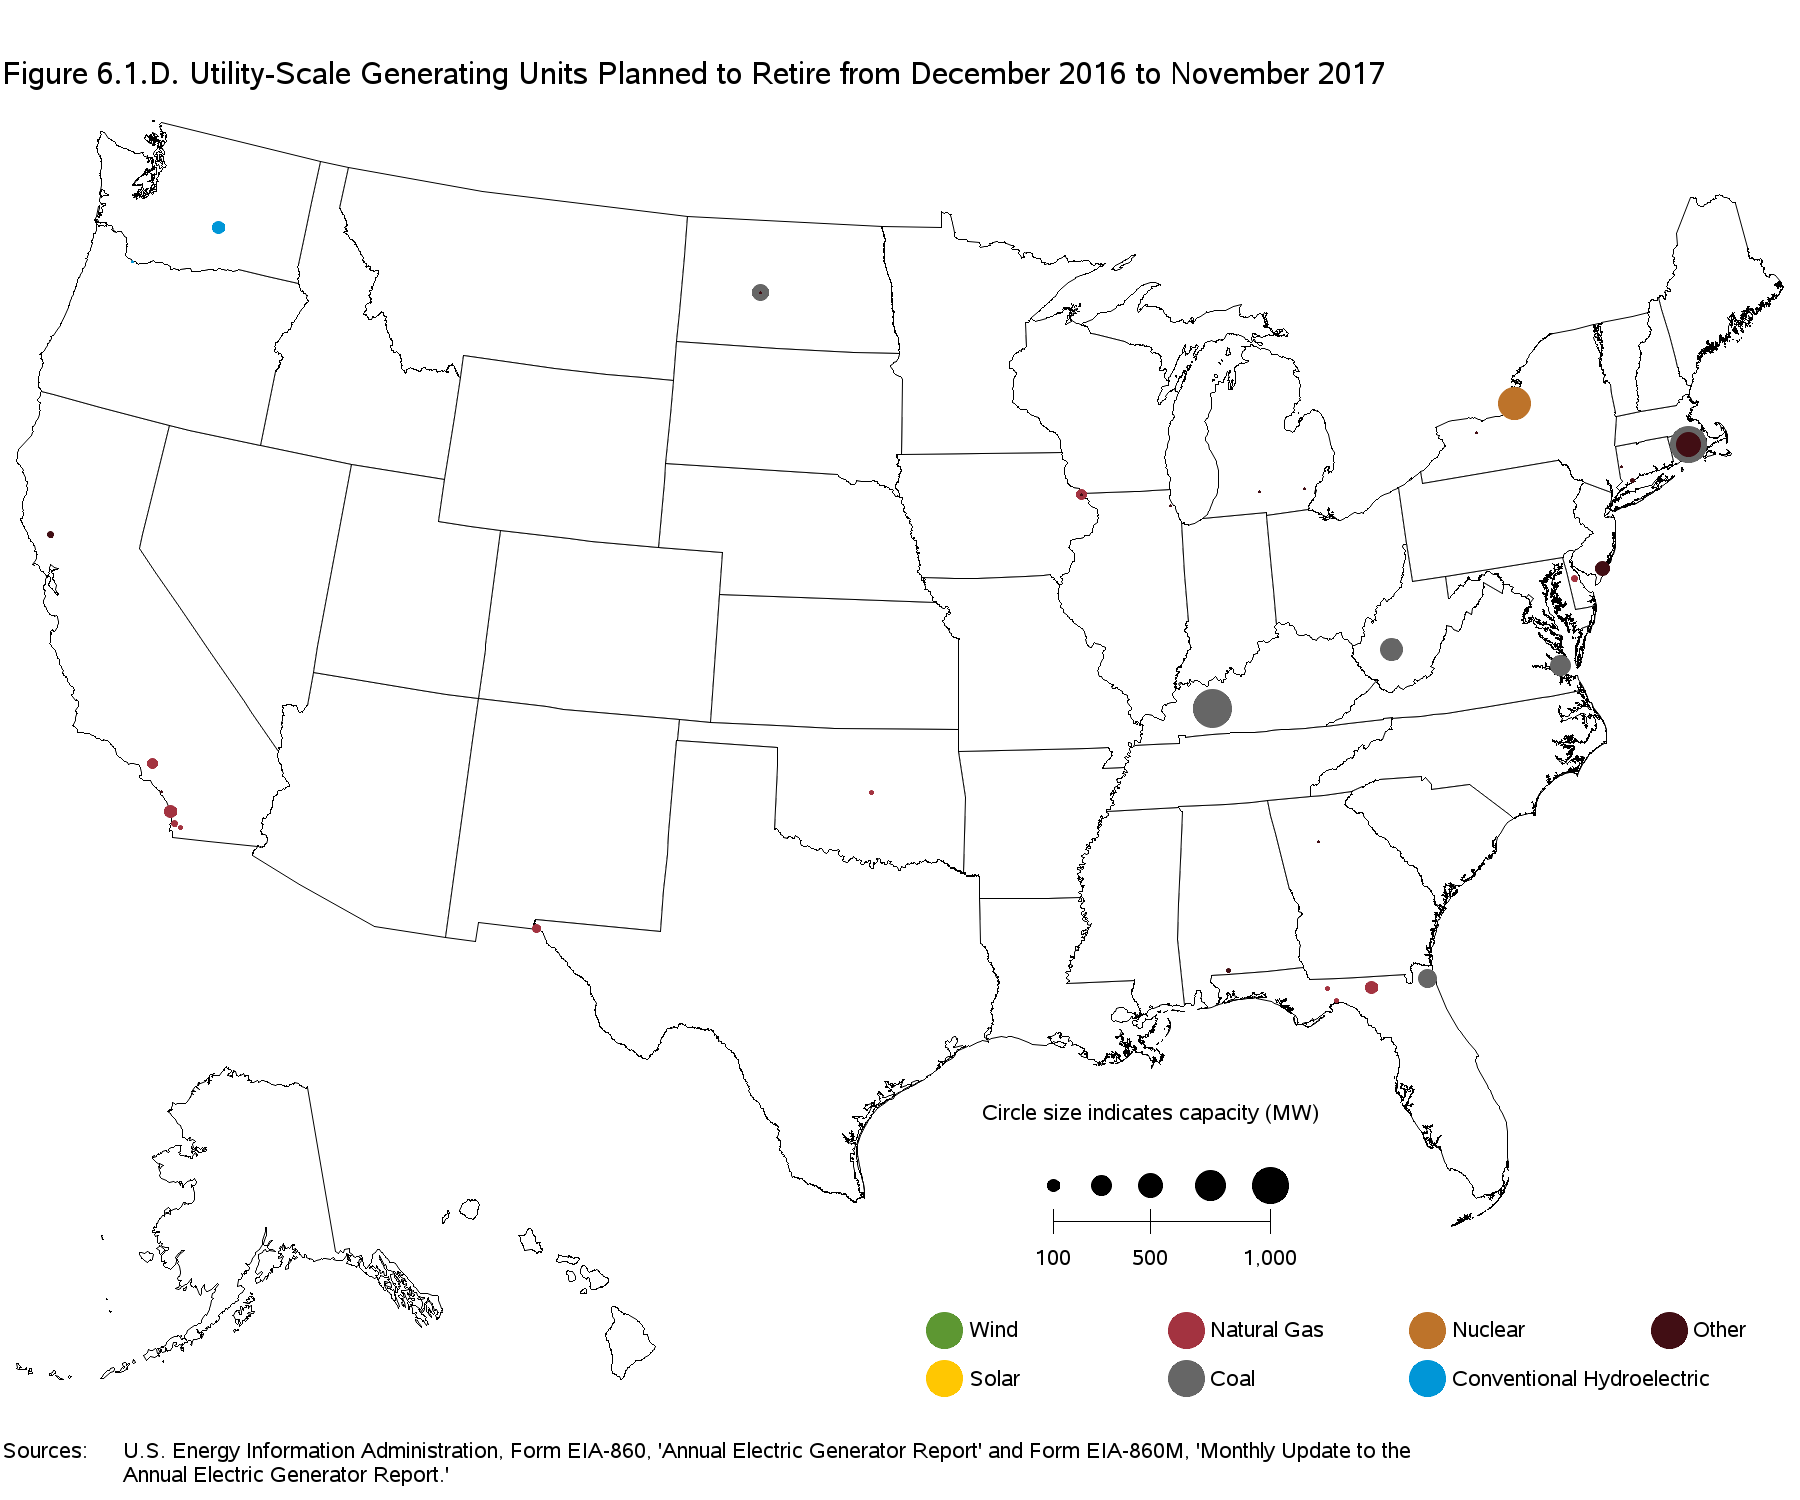 Figure 6.1.D. Utility-Scale Generating Units Planned to Retire from December 2016 to November 2017
Circle size indicates capacity (MW)
100 500 1,000
Wind Natural Gas Nuclear Other
Solar Coal Conventional Hydroelectric
Sources: U.S. Energy Information Administration, Form EIA-860, 'Annual Electric Generator Report' and Form EIA-860M, 'Monthly Update to the
Annual Electric Generator Report.'